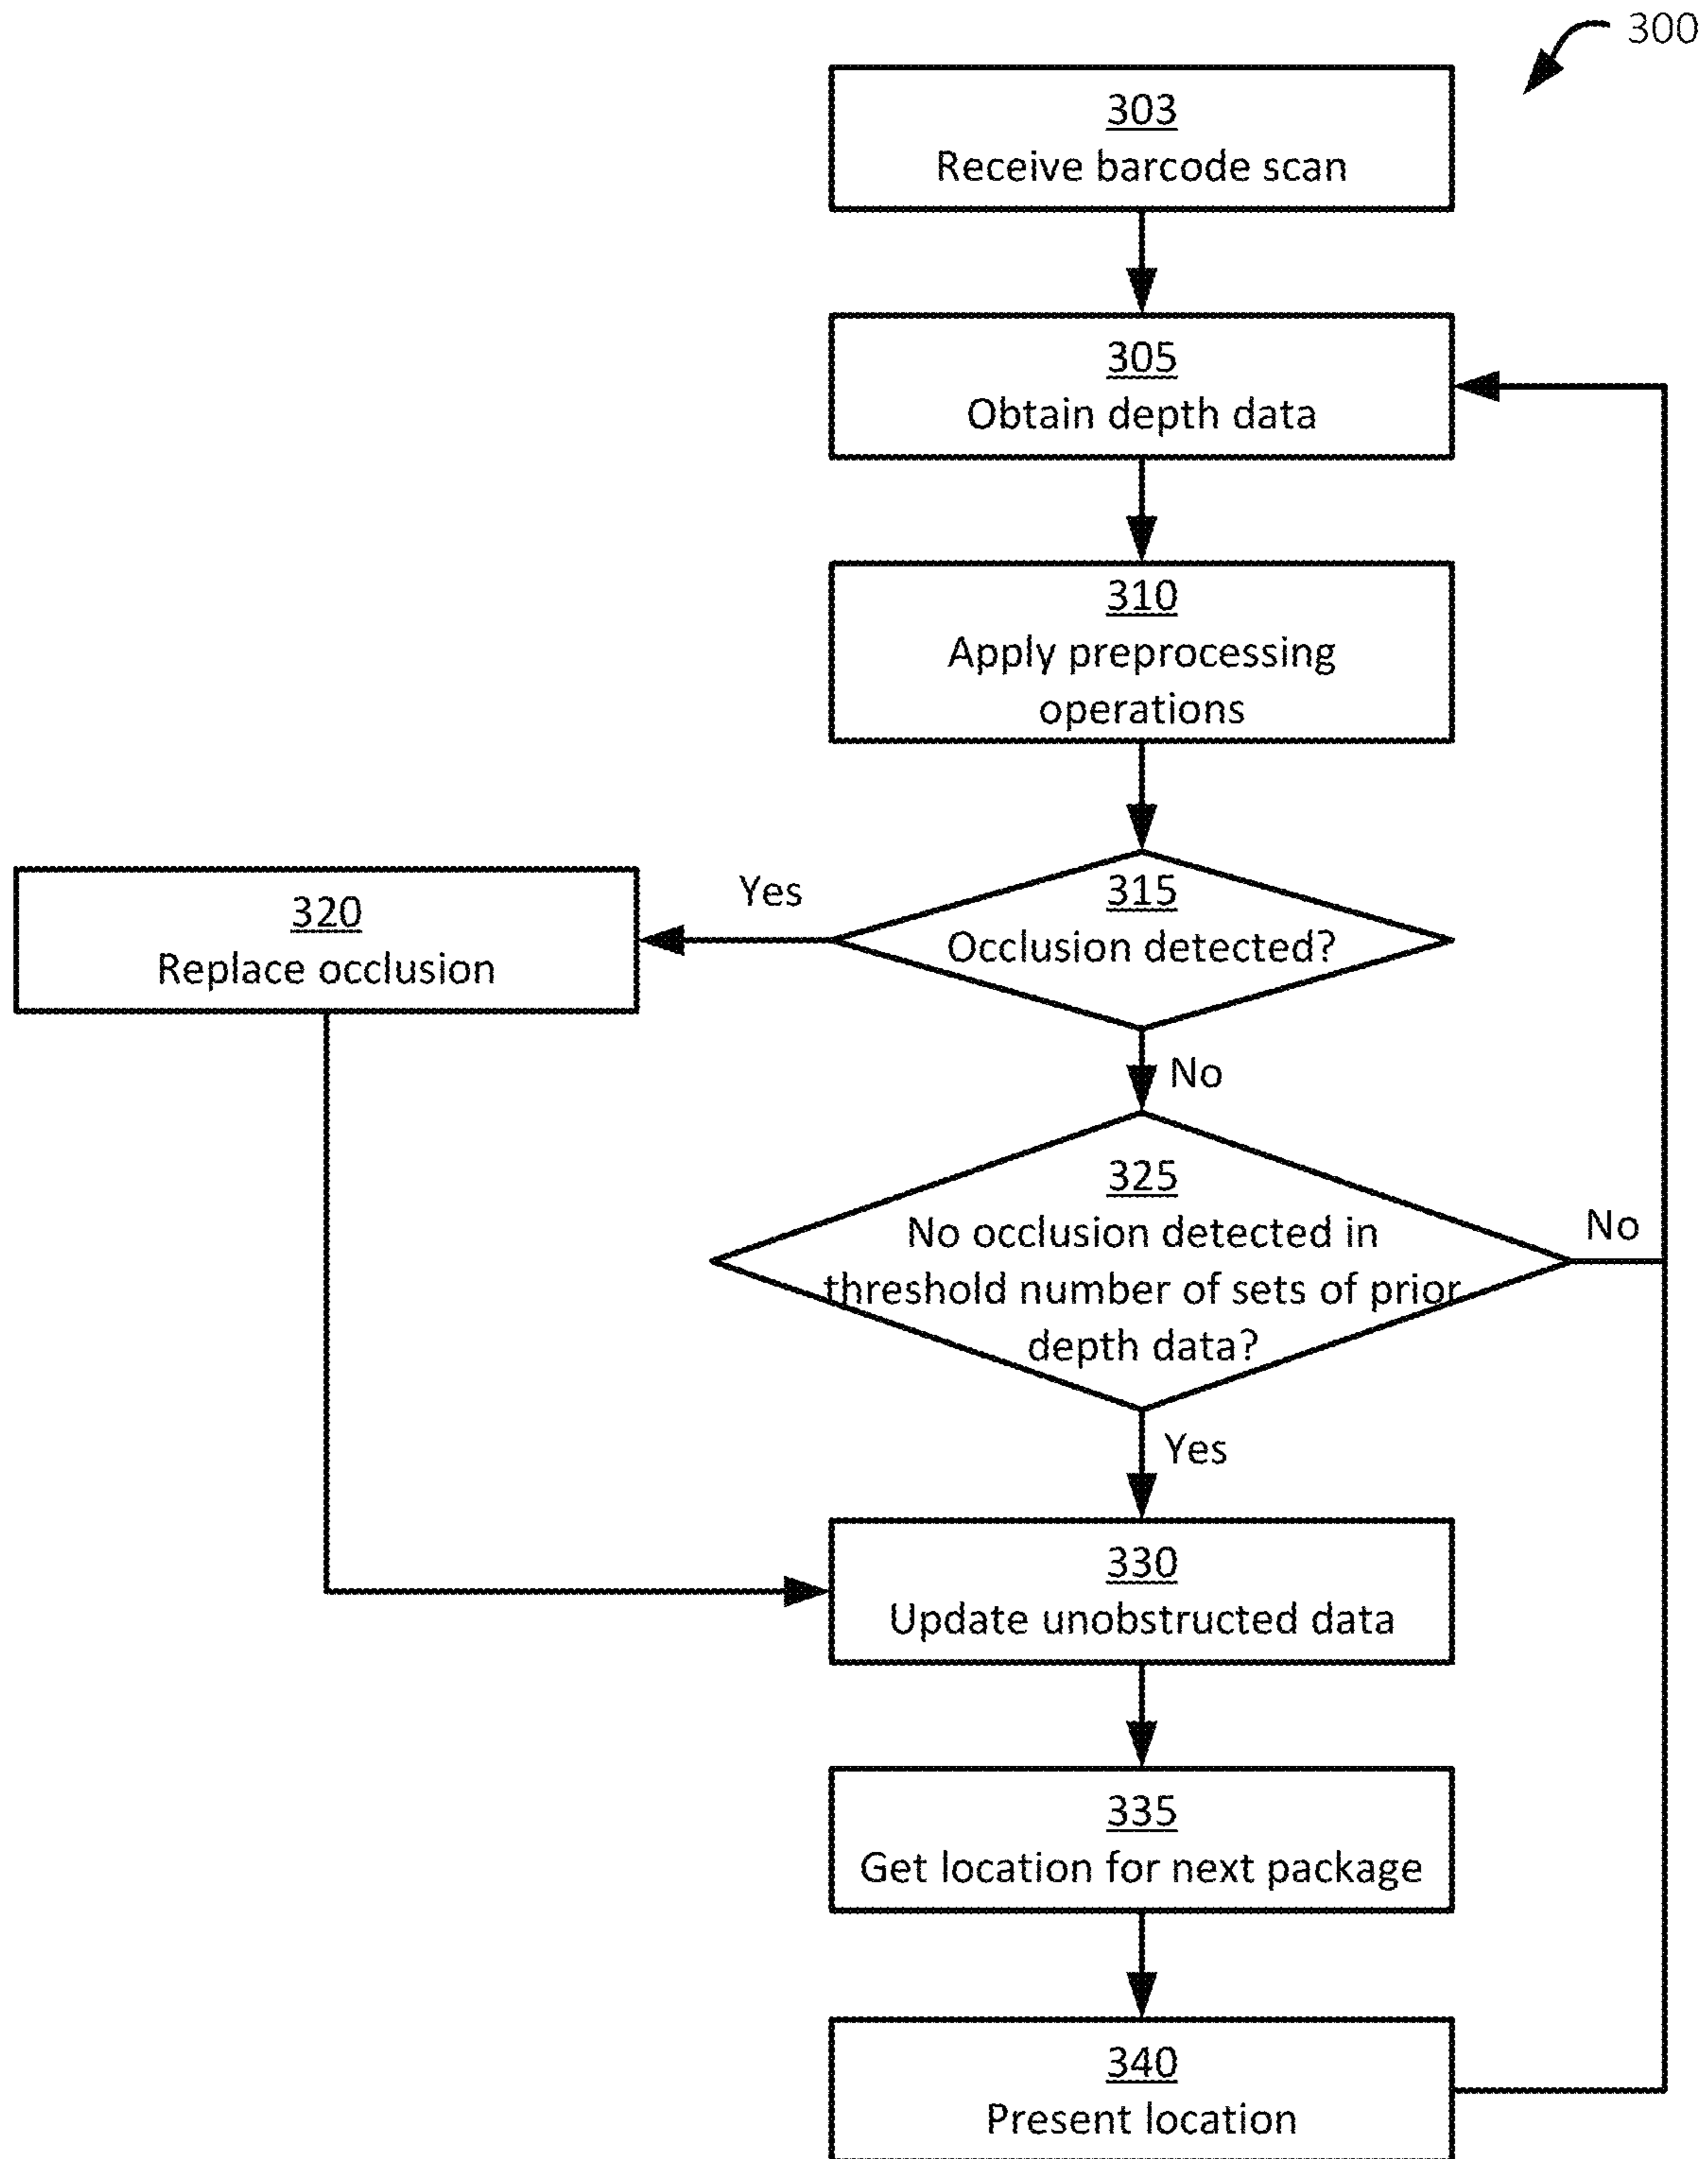 300
303
Receive barcode scan
305
Obtain depth data
310
Apply preprocessing
operations
315
Occlusion detected?
Yes
320
Replace occlusion
No
325
No occlusion detected in
threshold number of sets of prior
depth data?
No
Yes
330
Update unobstructed data
335
Get location for next package
340
Present location